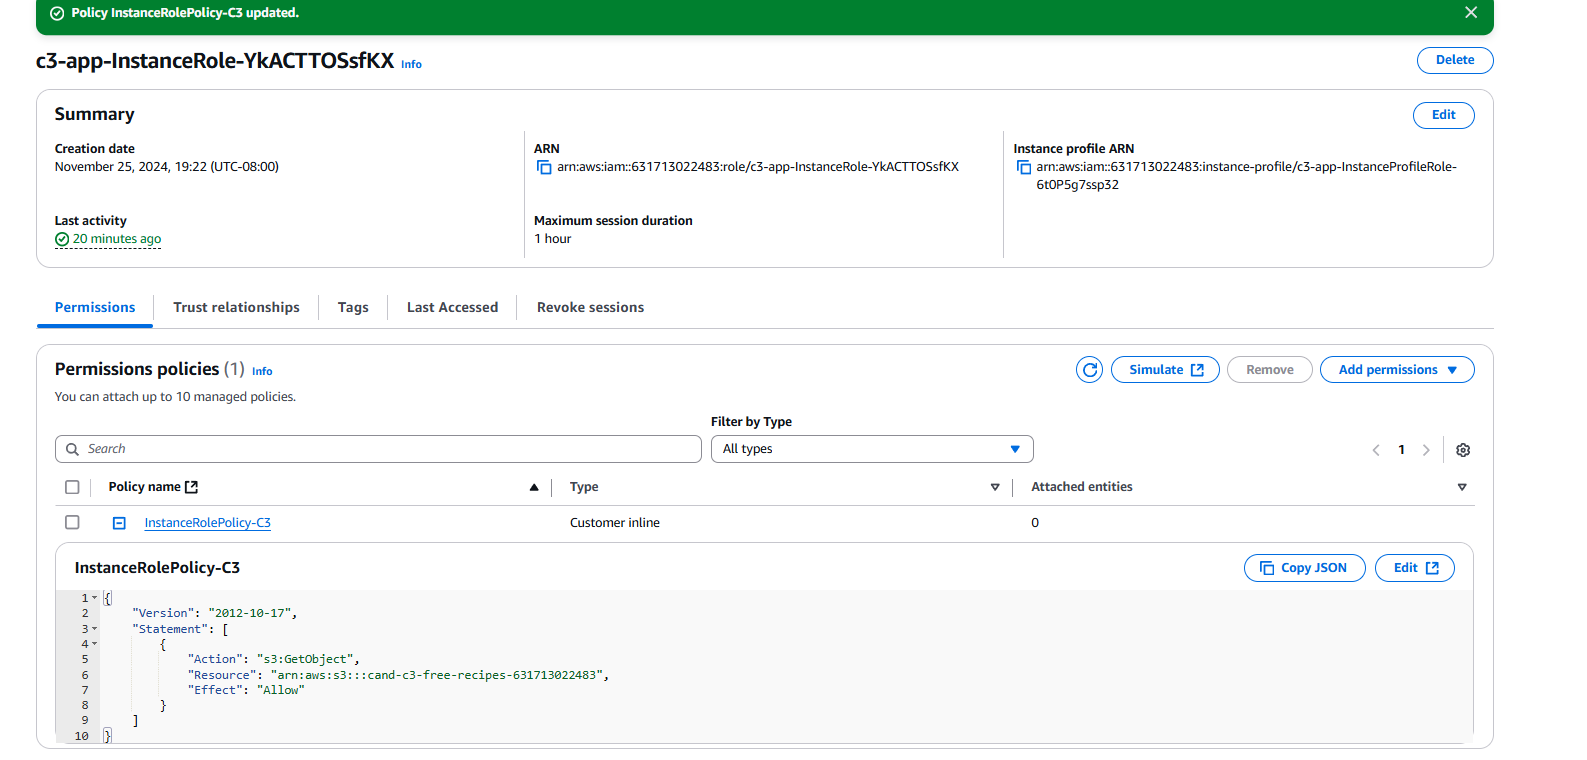 Policy InstanceRolePolicy-C3 updated.
c3-app-InstanceRole-YkACTTOSsfKX Info
Delete
Summary
Edit
Creation date
November 25, 2024, 19:22 (UTC-08:00)
ARN
arn:aws:iam::631713022483:role/c3-app-InstanceRole-YkACTTOSsfKX
Instance profile ARN
arn:aws:iam::631713022483:instance-profile/c3-app-InstanceProfileRole-
6t0P5g7ssp32
Last activity
20 minutes ago
Maximum session duration
1 hour
Permissions
Trust relationships
Tags
Last Accessed
Revoke sessions
Permissions policies (1) Info
You can attach up to 10 managed policies.
Simulate
Remove
Add permissions
Filter by Type
Search
All types
1
Policy name
Type
Attached entities
InstanceRolePolicy-C3
Customer inline
0
InstanceRolePolicy-C3
Copy JSON
Edit
1 {
2 "Version": "2012-10-17",
3 "Statement": [
4 {
5 "Action": "s3:GetObject",
6 "Resource": "arn:aws:s3:::cand-c3-free-recipes-631713022483",
7 "Effect": "Allow"
8 }
9 ]
10 }